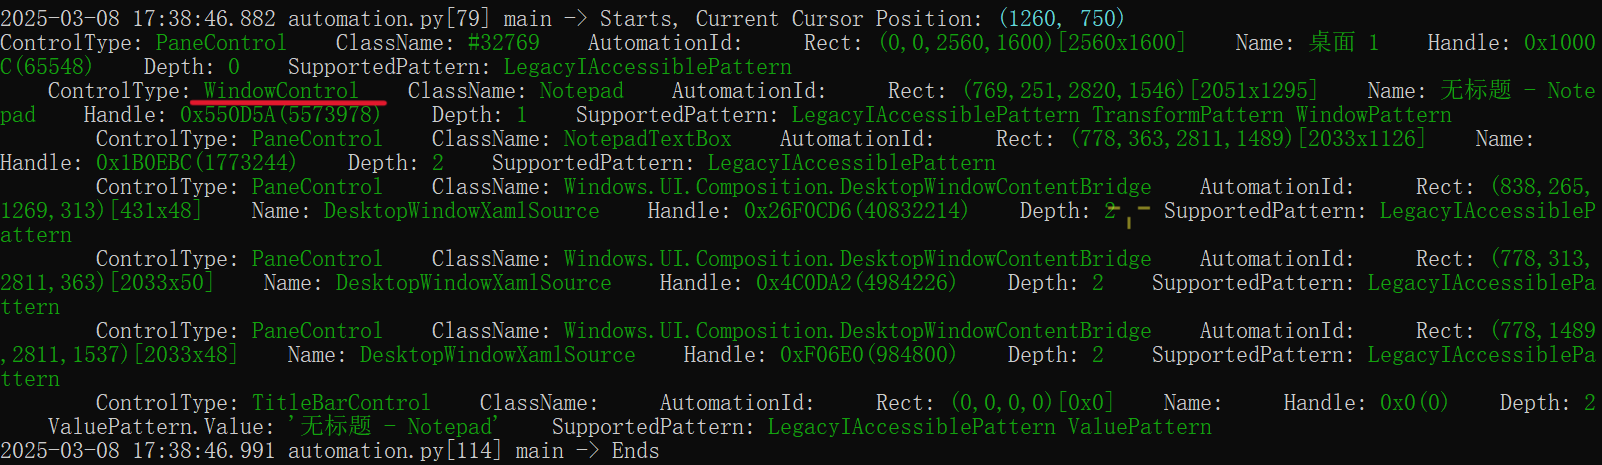 2025-03-08 17:38:46.882 automation.py[79] main -> Starts, Current Cursor Position: (1260, 750)
ControlType: PaneControl    ClassName: #32769    AutomationId:    Rect: (0,0,2560,1600)[2560x1600]    Name: 桌面 1    Handle: 0x1000
C(65548)    Depth: 0    SupportedPattern: LegacyIAccessiblePattern
    ControlType: WindowControl    ClassName: Notepad    AutomationId:    Rect: (769,251,2820,1546)[2051x1295]    Name: 无标题 - Note
pad    Handle: 0x550D5A(5573978)    Depth: 1    SupportedPattern: LegacyIAccessiblePattern TransformPattern WindowPattern
        ControlType: PaneControl    ClassName: NotepadTextBox    AutomationId:    Rect: (778,363,2811,1489)[2033x1126]    Name:
Handle: 0x1B0EBC(1773244)    Depth: 2    SupportedPattern: LegacyIAccessiblePattern
        ControlType: PaneControl    ClassName: Windows.UI.Composition.DesktopWindowContentBridge    AutomationId:    Rect: (838,265,
1269,313)[431x48]    Name: DesktopWindowXamlSource    Handle: 0x26F0CD6(40832214)    Depth: 2    SupportedPattern: LegacyIAccessibleP
attern
        ControlType: PaneControl    ClassName: Windows.UI.Composition.DesktopWindowContentBridge    AutomationId:    Rect: (778,313,
2811,363)[2033x50]    Name: DesktopWindowXamlSource    Handle: 0x4C0DA2(4984226)    Depth: 2    SupportedPattern: LegacyIAccessiblePa
ttern
        ControlType: PaneControl    ClassName: Windows.UI.Composition.DesktopWindowContentBridge    AutomationId:    Rect: (778,1489
,2811,1537)[2033x48]    Name: DesktopWindowXamlSource    Handle: 0xF06E0(984800)    Depth: 2    SupportedPattern: LegacyIAccessiblePa
ttern
        ControlType: TitleBarControl    ClassName:    AutomationId:    Rect: (0,0,0,0)[0x0]    Name:    Handle: 0x0(0)    Depth: 2
    ValuePattern.Value: '无标题 - Notepad'    SupportedPattern: LegacyIAccessiblePattern ValuePattern
2025-03-08 17:38:46.991 automation.py[114] main -> Ends